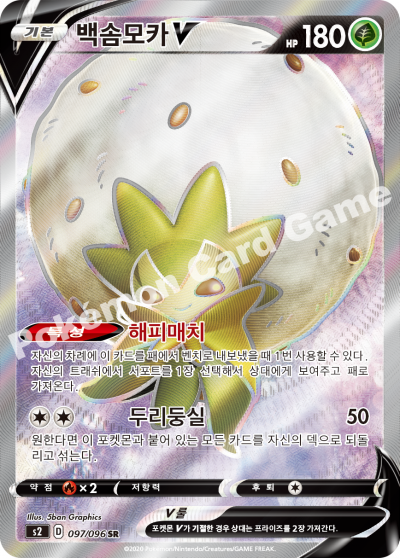 기본 백솜모카V HP 180
Pokémon Card Game
특성 해피매치
자신의 차례에 이 카드를 패에서 벤치로 내보냈을 때 1번 사용할 수 있다.
자신의 트래쉬에서 서포트를 1장 선택해서 상대에게 보여주고 패로
가져온다.
두리둥실 50
원한다면 이 포켓몬과 붙어 있는 모든 카드를 자신의 덱으로 되돌
리고 섞는다.
약점 ×2 저항력 후퇴
Illus. 5ban Graphics
V룰
s2 D 097/096 SR
포켓몬 V가 기절한 경우 상대는 프라이즈를 2장 가져간다.
©2020 Pokémon/Nintendo/Creatures/GAME FREAK.